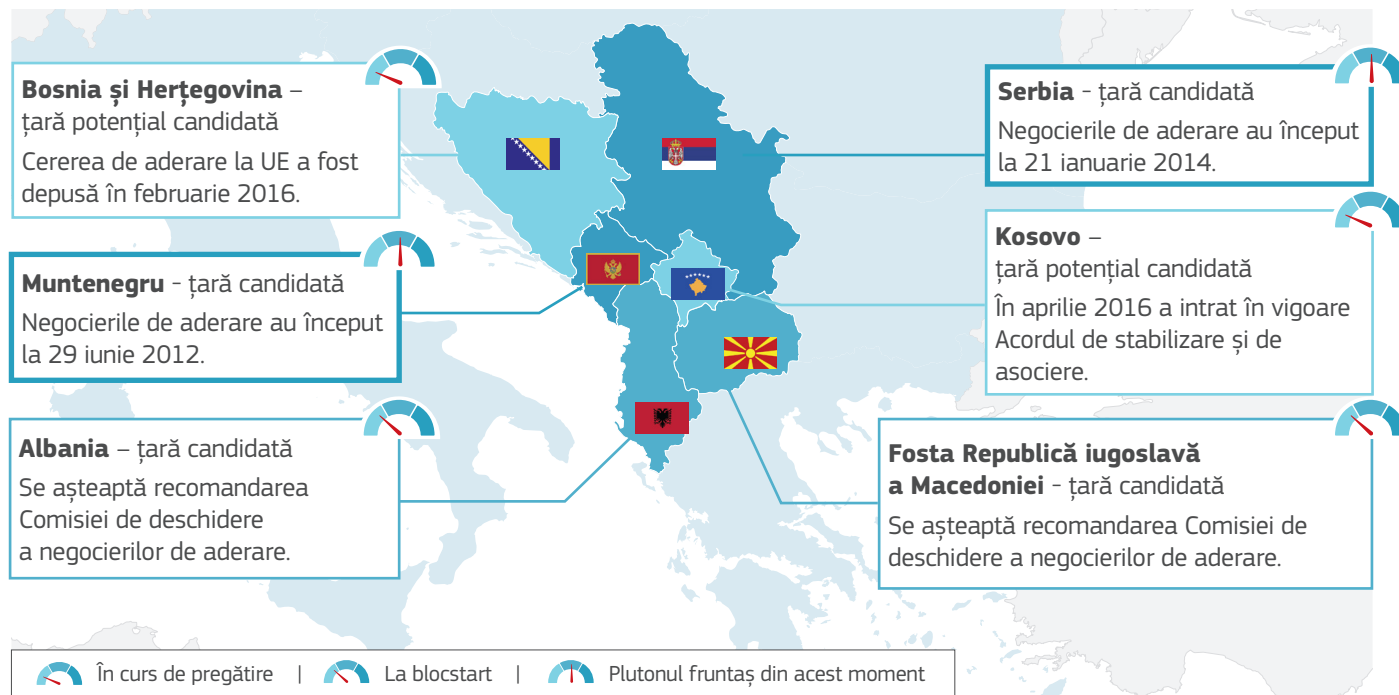 Bosnia și Herțegovina –
țară potențial candidată
Cererea de aderare la UE a fost
depusă în februarie 2016.
Muntenegru - țară candidată
Negocierile de aderare au început
la 29 iunie 2012.
Albania – țară candidată
Se așteaptă recomandarea
Comisiei de deschidere
a negocierilor de aderare.
Serbia - țară candidată
Negocierile de aderare au început
la 21 ianuarie 2014.
Kosovo –
țară potențial candidată
În aprilie 2016 a intrat în vigoare
Acordul de stabilizare și de
asociere.
Fosta Republică iugoslavă
a Macedoniei - țară candidată
Se așteaptă recomandarea Comisiei de
deschidere a negocierilor de aderare.
În curs de pregătire | La blocstart | Plutonul fruntaș din acest moment